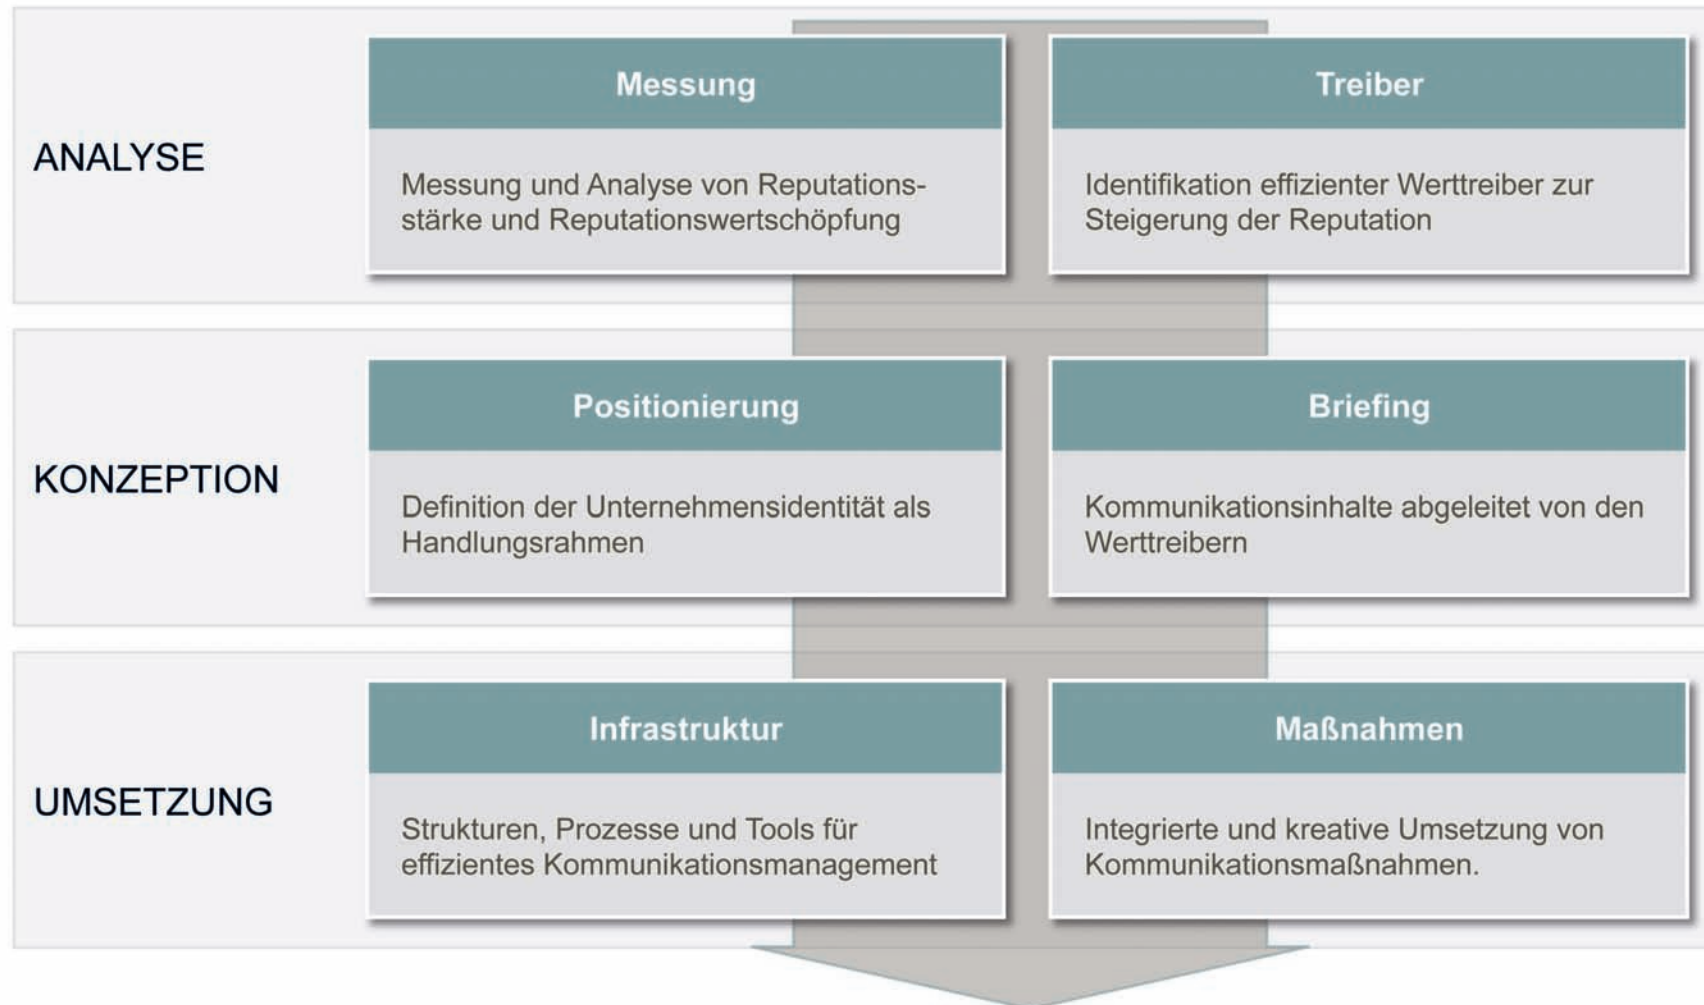 ANALYSE
Messung
Messung und Analyse von Reputations-
stärke und Reputationswertschöpfung
Treiber
Identifikation effizienter Werttreiber zur
Steigerung der Reputation
KONZEPTION
Positionierung
Definition der Unternehmensidentität als
Handlungsrahmen
Briefing
Kommunikationsinhalte abgeleitet von den
Werttreibern
UMSETZUNG
Infrastruktur
Strukturen, Prozesse und Tools für
effizientes Kommunikationsmanagement
Maßnahmen
Integrierte und kreative Umsetzung von
Kommunikationsmaßnahmen.